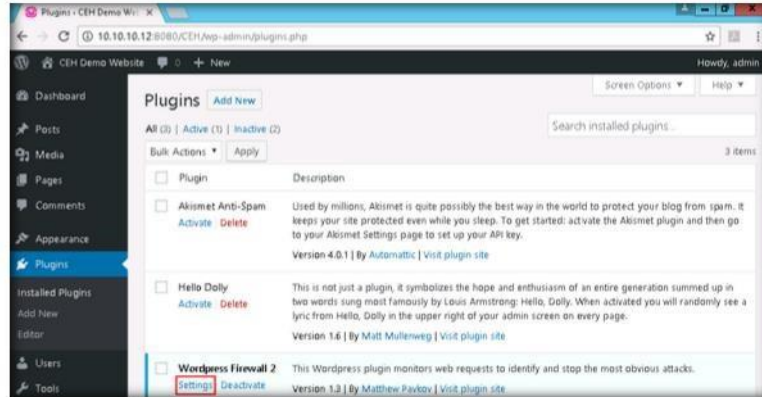 Plugins ‹ CEH Demo We
10.10.10.12:8080/CEH/wp-admin/plugins.php
CEH Demo Website 0 + New Howdy, admin
Screen Options ▼ Help ▼
Dashboard
Posts
Media
Pages
Comments
Appearance
Plugins
Installed Plugins
Add New
Editor
Users
Tools
Plugins Add New
All (3) | Active (1) | Inactive (2)
Search installed plugins...
Bulk Actions ▼ Apply
3 items
Plugin Description
Akismet Anti-Spam
Activate Delete
Used by millions, Akismet is quite possibly the best way in the world to protect your blog from spam. It
keeps your site protected even while you sleep. To get started: activate the Akismet plugin and then go
to your Akismet Settings page to set up your API key.
Version 4.0.1 | By Automattic | Visit plugin site
Hello Dolly
Activate Delete
This is not just a plugin, it symbolizes the hope and enthusiasm of an entire generation summed up in
two words sung most famously by Louis Armstrong: Hello, Dolly. When activated you will randomly see a
lyric from Hello, Dolly in the upper right of your admin screen on every page.
Version 1.6 | By Matt Mullenweg | Visit plugin site
Wordpress Firewall 2
Settings Deactivate
This Wordpress plugin monitors web requests to identify and stop the most obvious attacks.
Version 1.3 | By Matthew Pavkov | Visit plugin site